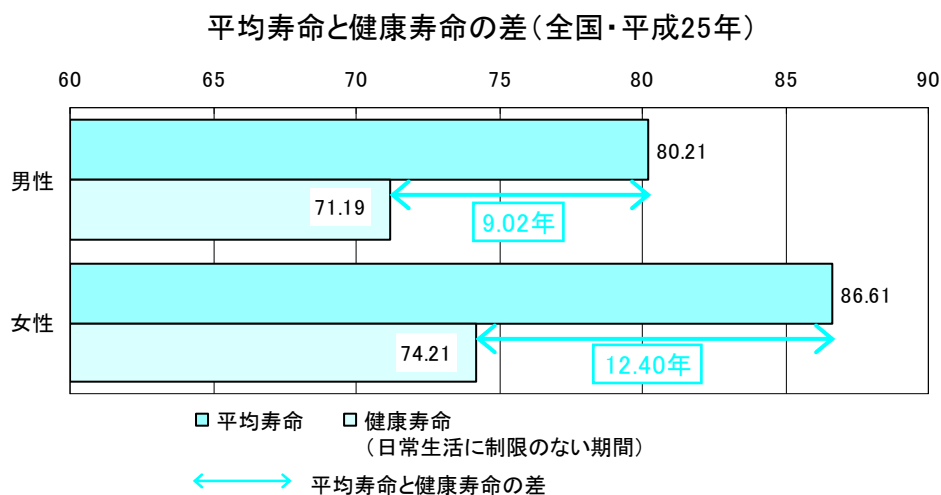 平均寿命と健康寿命の差（全国・平成25年）
60 65 70 75 80 85 90
80.21
男性
71.19
9.02年
86.61
女性
74.21
12.40年
平均寿命 健康寿命
（日常生活に制限のない期間）
平均寿命と健康寿命の差